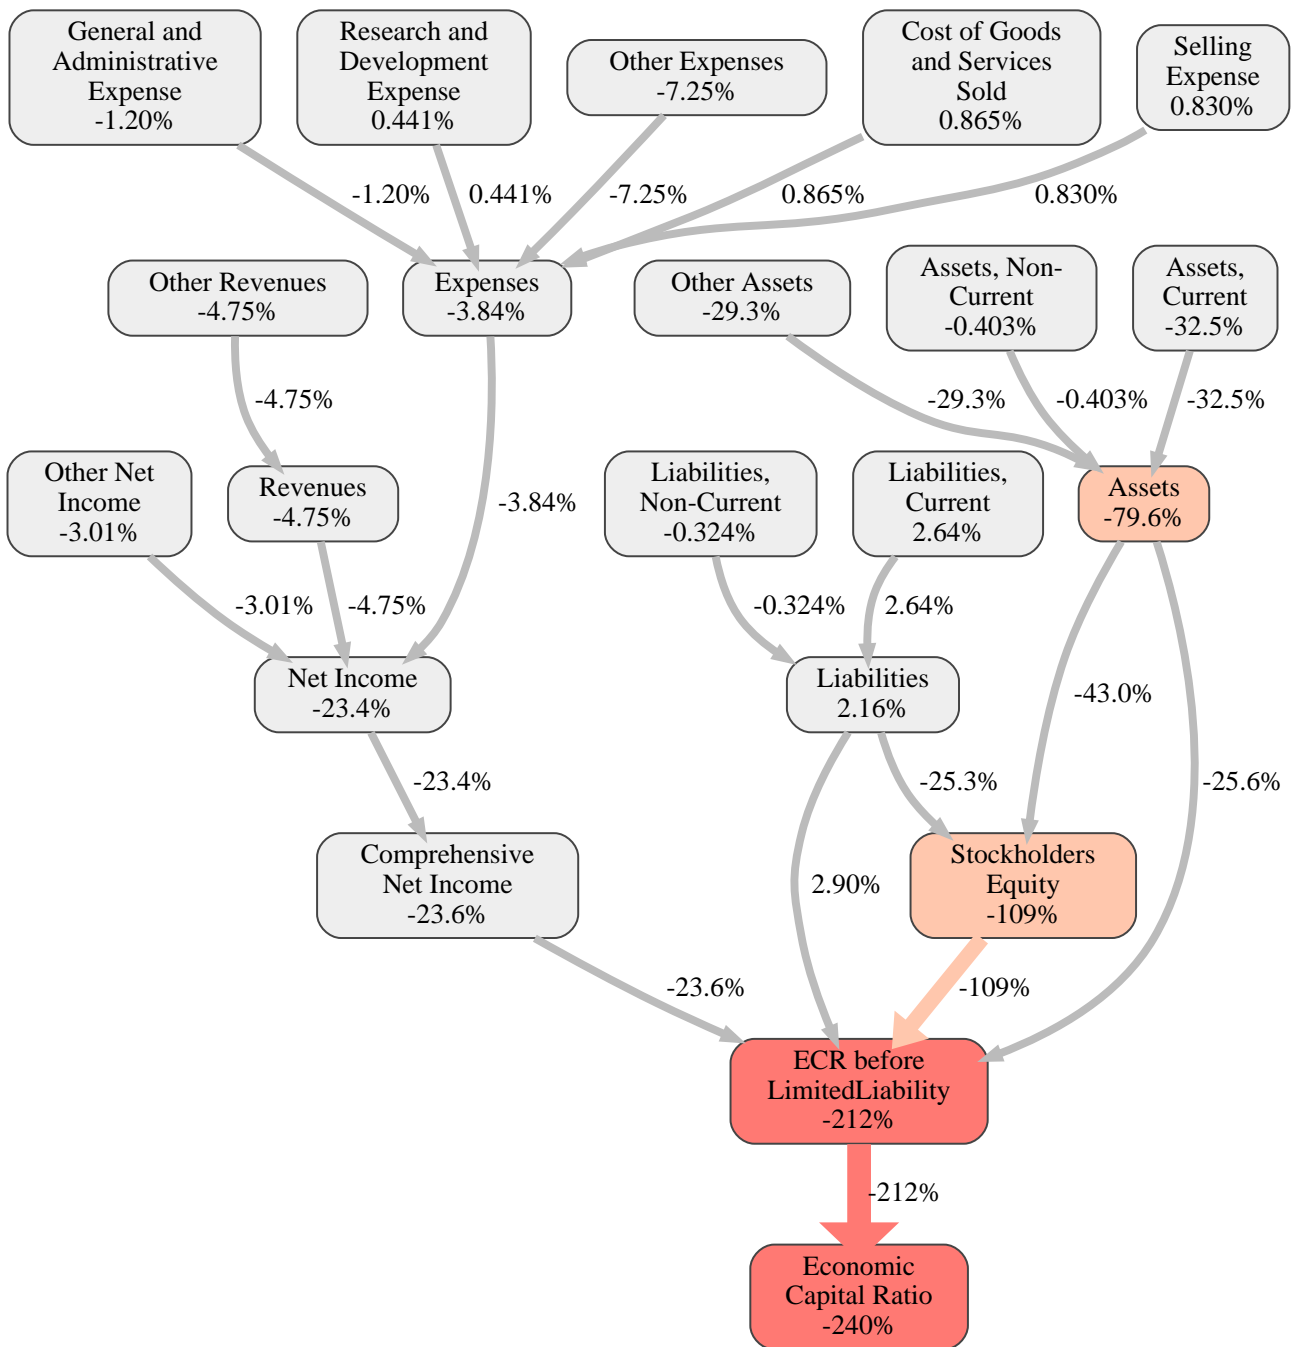 General and
Administrative
Expense
-1.20%
Research and
Development
Expense
0.441%
Other Expenses
-7.25%
Cost of Goods
and Services
Sold
0.865%
Selling
Expense
0.830%
-1.20%
0.441%
-7.25%
0.865%
0.830%
Other Revenues
-4.75%
Expenses
-3.84%
Other Assets
-29.3%
Assets, Non-
Current
-0.403%
Assets,
Current
-32.5%
-4.75%
-29.3%
-0.403%
-32.5%
Other Net
Income
-3.01%
Revenues
-4.75%
-3.84%
Liabilities,
Non-Current
-0.324%
Liabilities,
Current
2.64%
Assets
-79.6%
-3.01%
-4.75%
-0.324%
2.64%
Net Income
-23.4%
Liabilities
2.16%
-43.0%
-23.4%
-25.3%
-25.6%
Comprehensive
Net Income
-23.6%
2.90%
Stockholders
Equity
-109%
-23.6%
-109%
ECR before
LimitedLiability
-212%
-212%
Economic
Capital Ratio
-240%